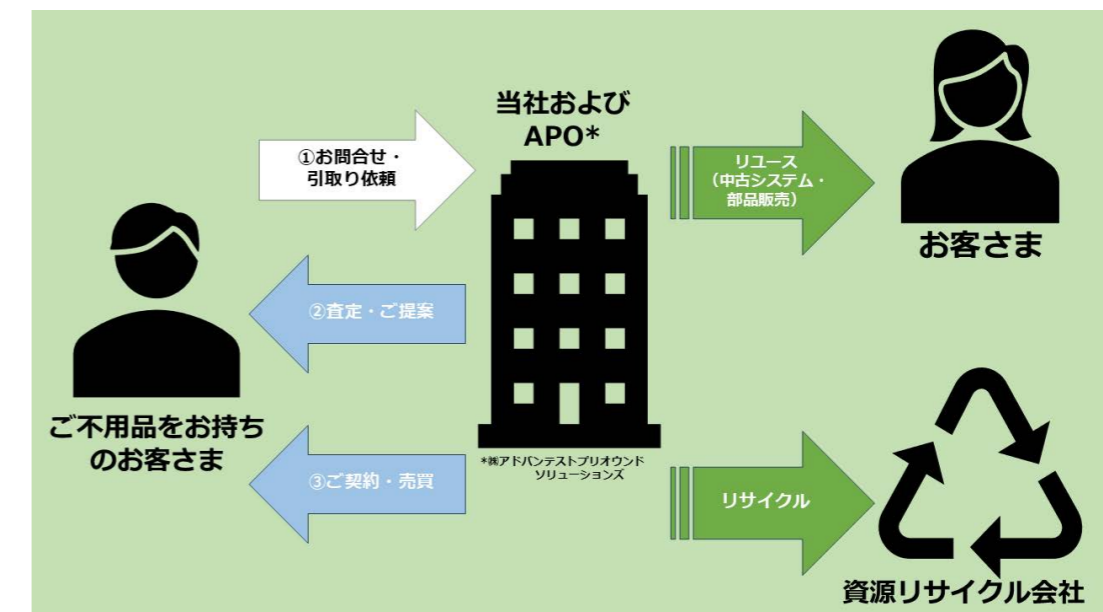 当社および
APO*
①お問合せ・
引取り依頼
リユース
（中古システム・
部品販売）
お客さま
②査定・ご提案
ご不用品をお持ち
のお客さま
*㈱アドバンテストプリオウンド
ソリューションズ
③ご契約・売買
リサイクル
資源リサイクル会社